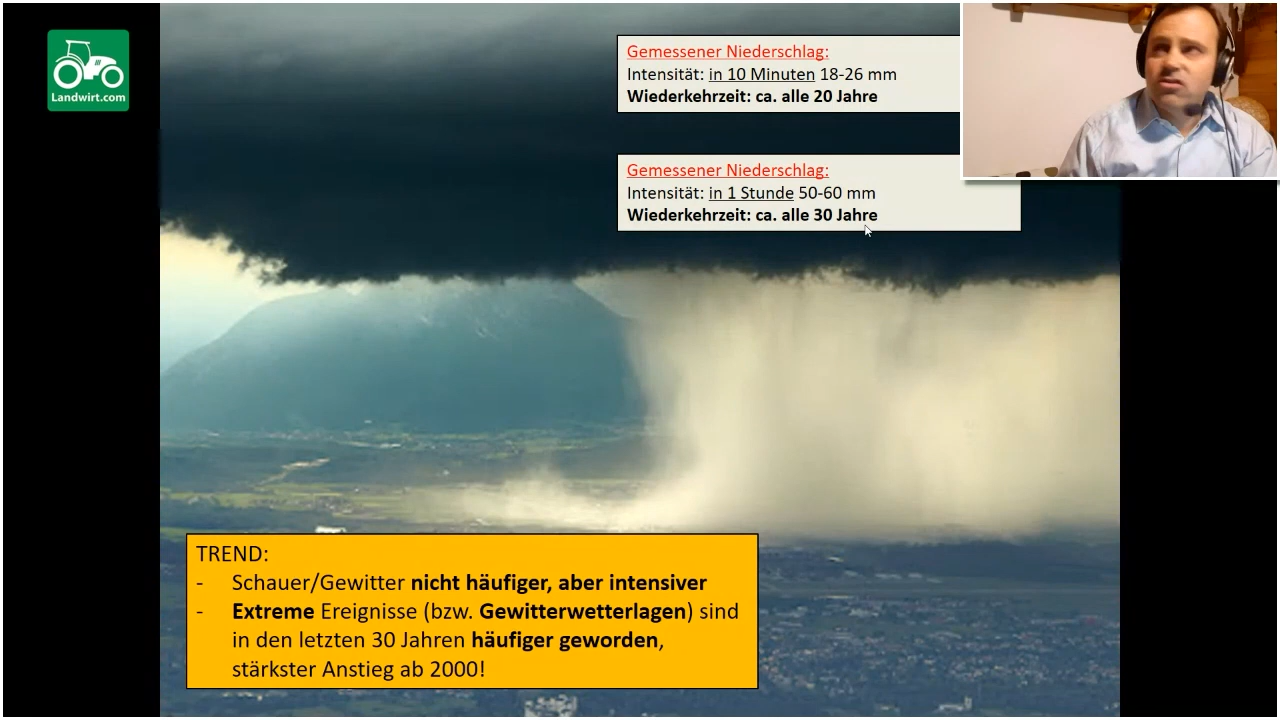 Landwirt.com
Gemessener Niederschlag:
Intensität: in 10 Minuten 18-26 mm
Wiederkehrzeit: ca. alle 20 Jahre
Gemessener Niederschlag:
Intensität: in 1 Stunde 50-60 mm
Wiederkehrzeit: ca. alle 30 Jahre
TREND:
- Schauer/Gewitter nicht häufiger, aber intensiver
- Extreme Ereignisse (bzw. Gewitterwetterlagen) sind
in den letzten 30 Jahren häufiger geworden,
stärkster Anstieg ab 2000!